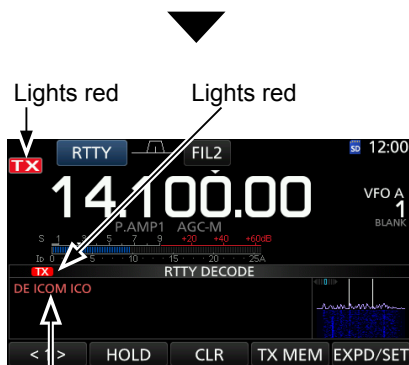 Lights red Lights red
TX RTTY FIL2 SD 12:00
14.100.00 VFO A
1
P.AMP1 AGC-M BLANK
S 1 3 5 7 9 +20 +40 +60dB
ID 0 5 10 15 20 25A
TX RTTY DECODE
DE ICOM ICO
< 1 > HOLD CLR TX MEM EXPD/SET